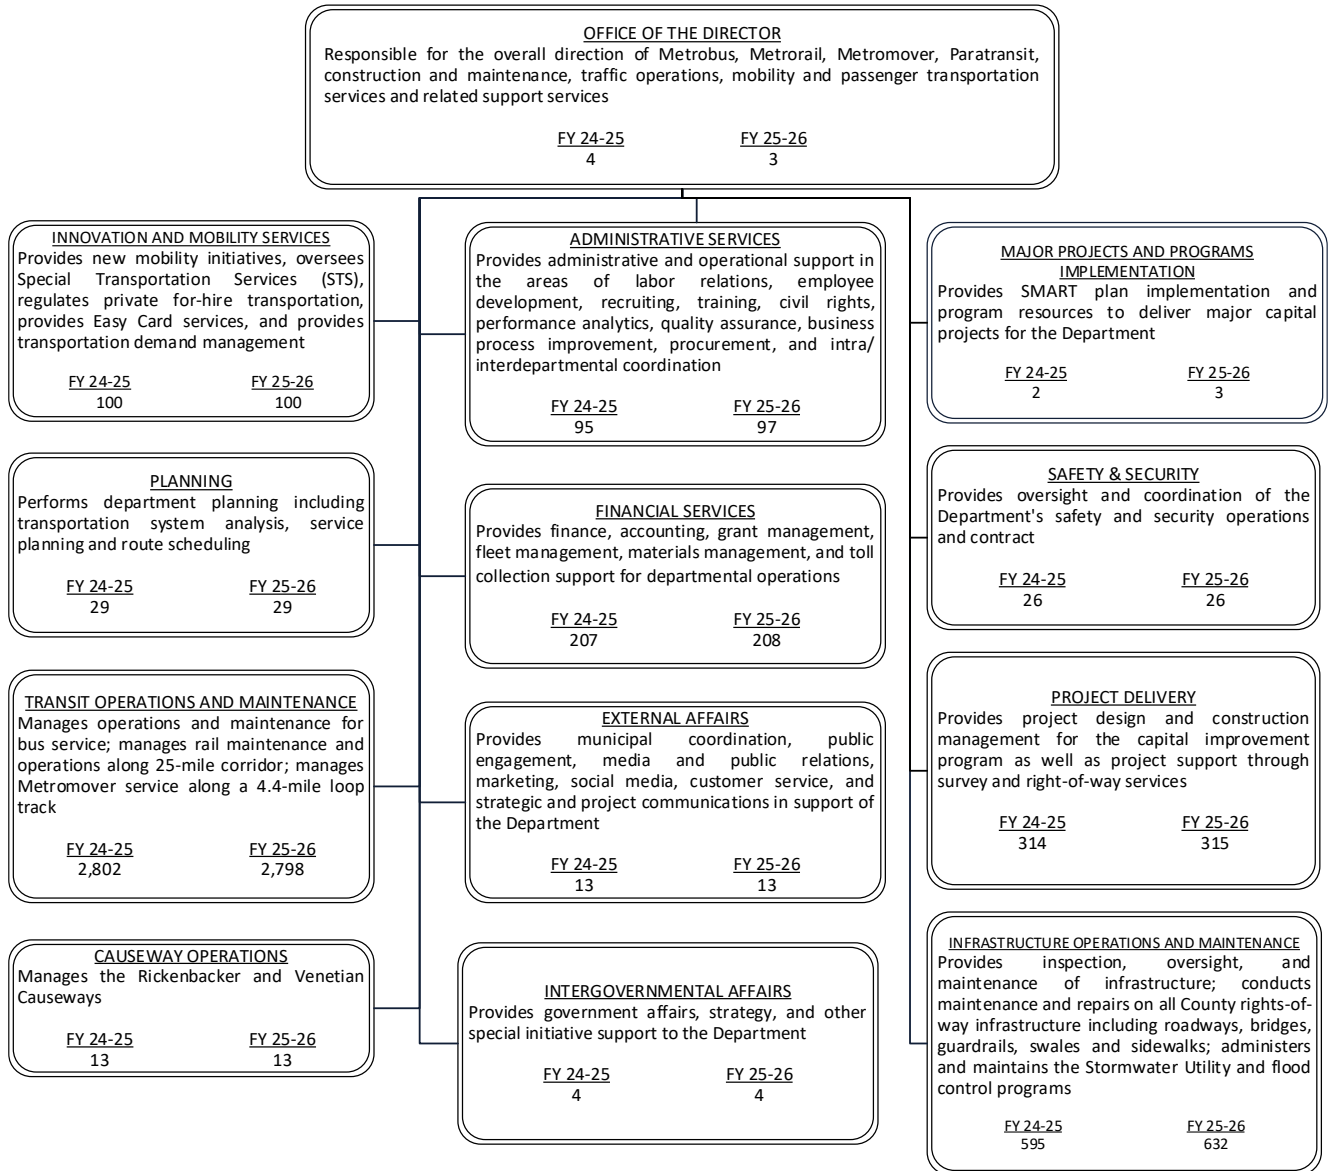 OFFICE OF THE DIRECTOR
Responsible for the overall direction of Metrobus, Metrorail, Metromover, Paratransit,
construction and maintenance, traffic operations, mobility and passenger transportation
services and related support services
FY 24-25 FY 25-26
4 3
INNOVATION AND MOBILITY SERVICES
Provides new mobility initiatives, oversees
Special Transportation Services (STS),
regulates private for-hire transportation,
provides Easy Card services, and provides
transportation demand management
FY 24-25 FY 25-26
100 100
PLANNING
Performs department planning including
transportation system analysis, service
planning and route scheduling
FY 24-25 FY 25-26
29 29
TRANSIT OPERATIONS AND MAINTENANCE
Manages operations and maintenance for
bus service; manages rail maintenance and
operations along 25-mile corridor; manages
Metromover service along a 4.4-mile loop
track
FY 24-25 FY 25-26
2,802 2,798
CAUSEWAY OPERATIONS
Manages the Rickenbacker and Venetian
Causeways
FY 24-25 FY 25-26
13 13
ADMINISTRATIVE SERVICES
Provides administrative and operational support in
the areas of labor relations, employee
development, recruiting, training, civil rights,
performance analytics, quality assurance, business
process improvement, procurement, and intra/
interdepartmental coordination
FY 24-25 FY 25-26
95 97
FINANCIAL SERVICES
Provides finance, accounting, grant management,
fleet management, materials management, and toll
collection support for departmental operations
FY 24-25 FY 25-26
207 208
EXTERNAL AFFAIRS
Provides municipal coordination, public
engagement, media and public relations,
marketing, social media, customer service, and
strategic and project communications in support of
the Department
FY 24-25 FY 25-26
13 13
INTERGOVERNMENTAL AFFAIRS
Provides government affairs, strategy, and other
special initiative support to the Department
FY 24-25 FY 25-26
4 4
MAJOR PROJECTS AND PROGRAMS
IMPLEMENTATION
Provides SMART plan implementation and
program resources to deliver major capital
projects for the Department
FY 24-25 FY 25-26
2 3
SAFETY & SECURITY
Provides oversight and coordination of the
Department's safety and security operations
and contract
FY 24-25 FY 25-26
26 26
PROJECT DELIVERY
Provides project design and construction
management for the capital improvement
program as well as project support through
survey and right-of-way services
FY 24-25 FY 25-26
314 315
INFRASTRUCTURE OPERATIONS AND MAINTENANCE
Provides inspection, oversight, and
maintenance of infrastructure; conducts
maintenance and repairs on all County rights-of-
way infrastructure including roadways, bridges,
guardrails, swales and sidewalks; administers
and maintains the Stormwater Utility and flood
control programs
FY 24-25 FY 25-26
595 632